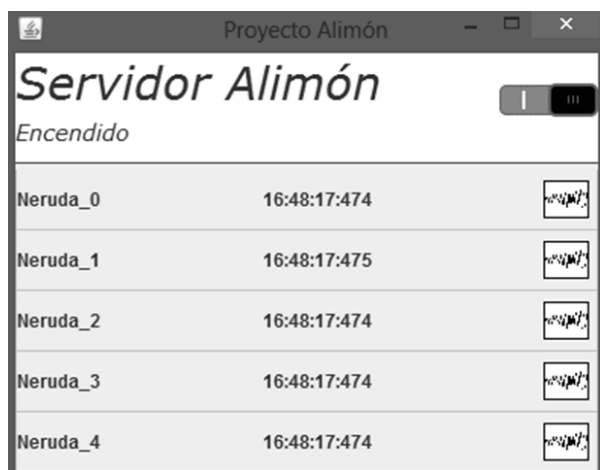 Proyecto Alimón
Servidor Alimón
Encendido
Neruda_0 16:48:17:474
Neruda_1 16:48:17:475
Neruda_2 16:48:17:474
Neruda_3 16:48:17:474
Neruda_4 16:48:17:474